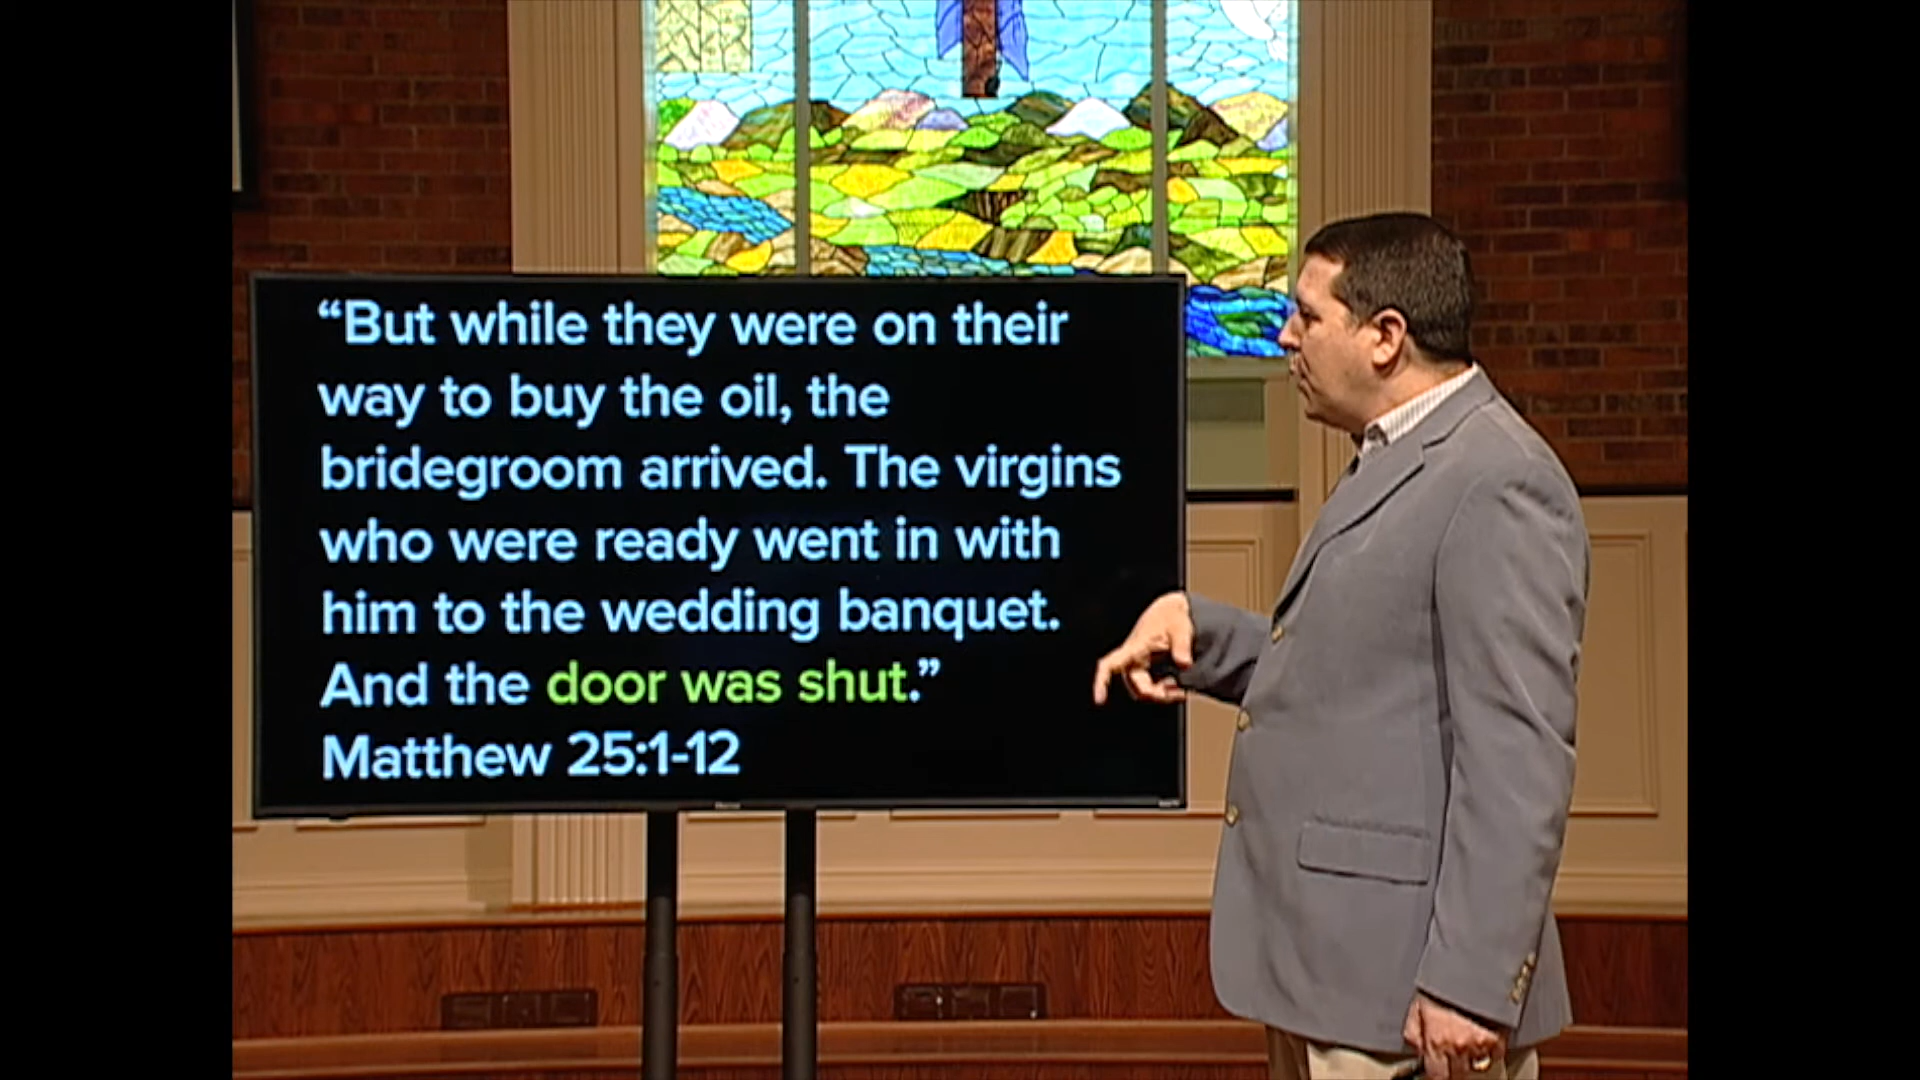 “But while they were on their
way to buy the oil, the
bridegroom arrived. The virgins
who were ready went in with
him to the wedding banquet.
And the door was shut.”
Matthew 25:1-12